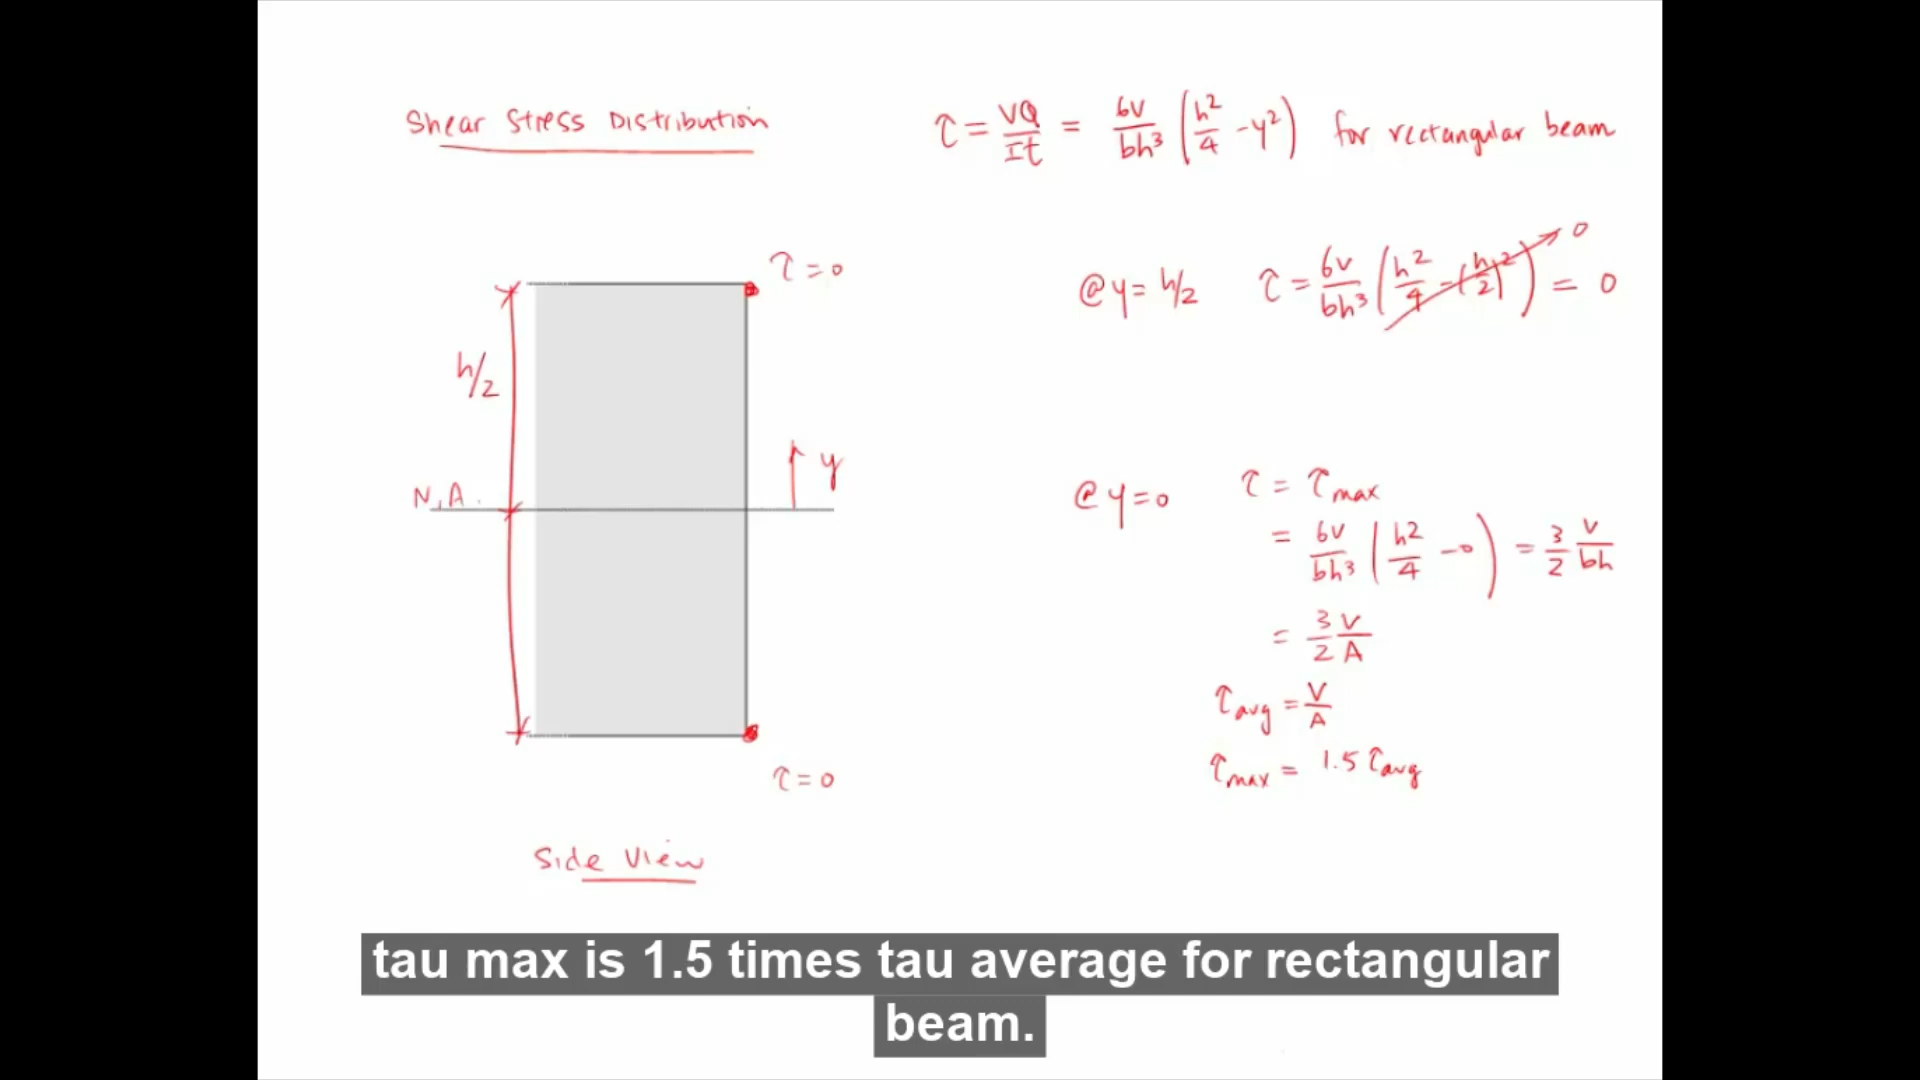 Shear Stress Distribution
τ = VQ/It = 6V/bh³ (h²/4 - y²) for rectangular beam
τ = 0
@ y = h/2 τ = 6V/bh³ (h²/4 - (h/2)²) = 0
0
h/2
y
N.A.
@ y = 0 τ = τmax
= 6V/bh³ (h²/4 - 0) = 3/2 V/bh
= 3/2 V/A
τavg = V/A
τmax = 1.5 τavg
τ = 0
Side View
tau max is 1.5 times tau average for rectangular
beam.